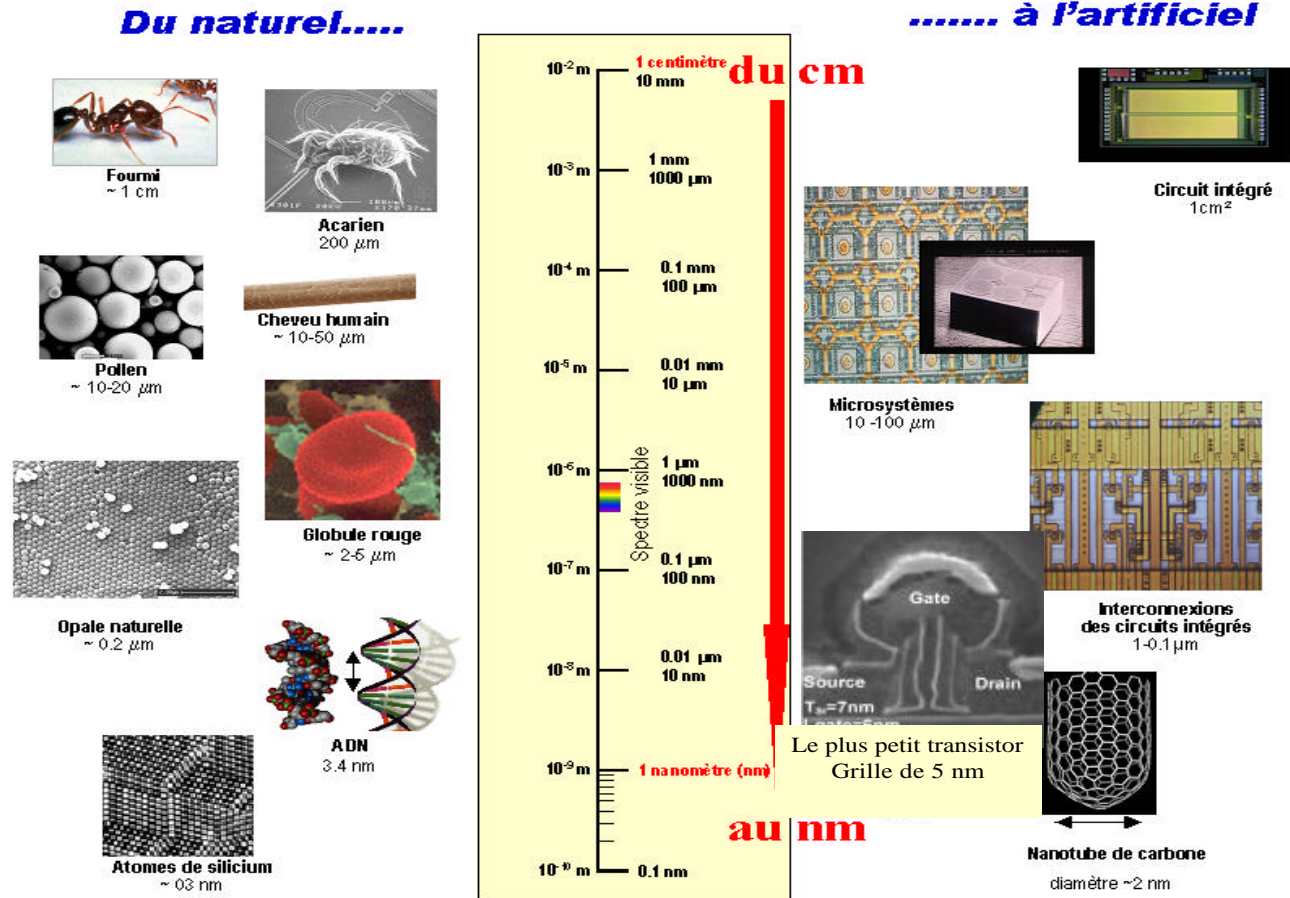 Du naturel.....
....... à l'artificiel
Fourmi
~ 1 cm
Acarien
200 µm
Pollen
~ 10-20 µm
Cheveu humain
~ 10-50 µm
Globule rouge
~ 2-5 µm
Opale naturelle
~ 0.2 µm
ADN
3.4 nm
Atomes de silicium
~ 03 nm
du cm
10⁻² m 1 centimètre
10 mm
10⁻³ m 1 mm
1000 µm
10⁻⁴ m 0.1 mm
100 µm
10⁻⁵ m 0.01 mm
10 µm
10⁻⁶ m 1 µm
1000 nm
Spectre visible
10⁻⁷ m 0.1 µm
100 nm
10⁻⁸ m 0.01 µm
10 nm
10⁻⁹ m 1 nanomètre (nm)
au nm
10⁻¹⁰ m 0.1 nm
Circuit intégré
1cm²
Microsystèmes
10 -100 µm
Interconnexions
des circuits intégrés
1-0.1µm
Gate
Source Drain
T Si=7nm
Le plus petit transistor
Grille de 5 nm
Nanotube de carbone
diamètre ~2 nm